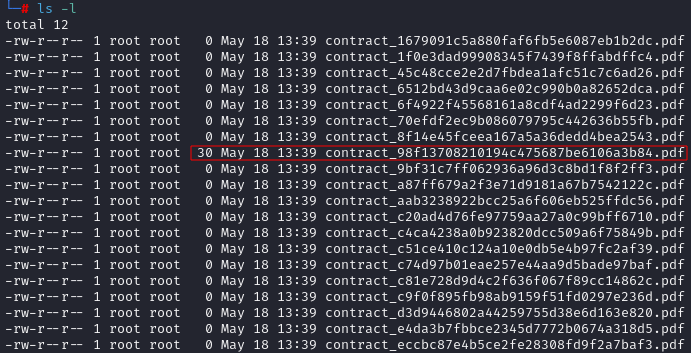 └─# ls -l
total 12
-rw-r--r-- 1 root root   0 May 18 13:39 contract_1679091c5a880faf6fb5e6087eb1b2dc.pdf
-rw-r--r-- 1 root root   0 May 18 13:39 contract_1f0e3dad99908345f7439f8ffabdffc4.pdf
-rw-r--r-- 1 root root   0 May 18 13:39 contract_45c48cce2e2d7fbdea1afc51c7c6ad26.pdf
-rw-r--r-- 1 root root   0 May 18 13:39 contract_6512bd43d9caa6e02c990b0a82652dca.pdf
-rw-r--r-- 1 root root   0 May 18 13:39 contract_6f4922f45568161a8cdf4ad2299f6d23.pdf
-rw-r--r-- 1 root root   0 May 18 13:39 contract_70efdf2ec9b086079795c442636b55fb.pdf
-rw-r--r-- 1 root root   0 May 18 13:39 contract_8f14e45fceea167a5a36dedd4bea2543.pdf
-rw-r--r-- 1 root root  30 May 18 13:39 contract_98f13708210194c475687be6106a3b84.pdf
-rw-r--r-- 1 root root   0 May 18 13:39 contract_9bf31c7ff062936a96d3c8bd1f8f2ff3.pdf
-rw-r--r-- 1 root root   0 May 18 13:39 contract_a87ff679a2f3e71d9181a67b7542122c.pdf
-rw-r--r-- 1 root root   0 May 18 13:39 contract_aab3238922bcc25a6f606eb525ffdc56.pdf
-rw-r--r-- 1 root root   0 May 18 13:39 contract_c20ad4d76fe97759aa27a0c99bff6710.pdf
-rw-r--r-- 1 root root   0 May 18 13:39 contract_c4ca4238a0b923820dcc509a6f75849b.pdf
-rw-r--r-- 1 root root   0 May 18 13:39 contract_c51ce410c124a10e0db5e4b97fc2af39.pdf
-rw-r--r-- 1 root root   0 May 18 13:39 contract_c74d97b01eae257e44aa9d5bade97baf.pdf
-rw-r--r-- 1 root root   0 May 18 13:39 contract_c81e728d9d4c2f636f067f89cc14862c.pdf
-rw-r--r-- 1 root root   0 May 18 13:39 contract_c9f0f895fb98ab9159f51fd0297e236d.pdf
-rw-r--r-- 1 root root   0 May 18 13:39 contract_d3d9446802a44259755d38e6d163e820.pdf
-rw-r--r-- 1 root root   0 May 18 13:39 contract_e4da3b7fbbce2345d7772b0674a318d5.pdf
-rw-r--r-- 1 root root   0 May 18 13:39 contract_eccbc87e4b5ce2fe28308fd9f2a7baf3.pdf